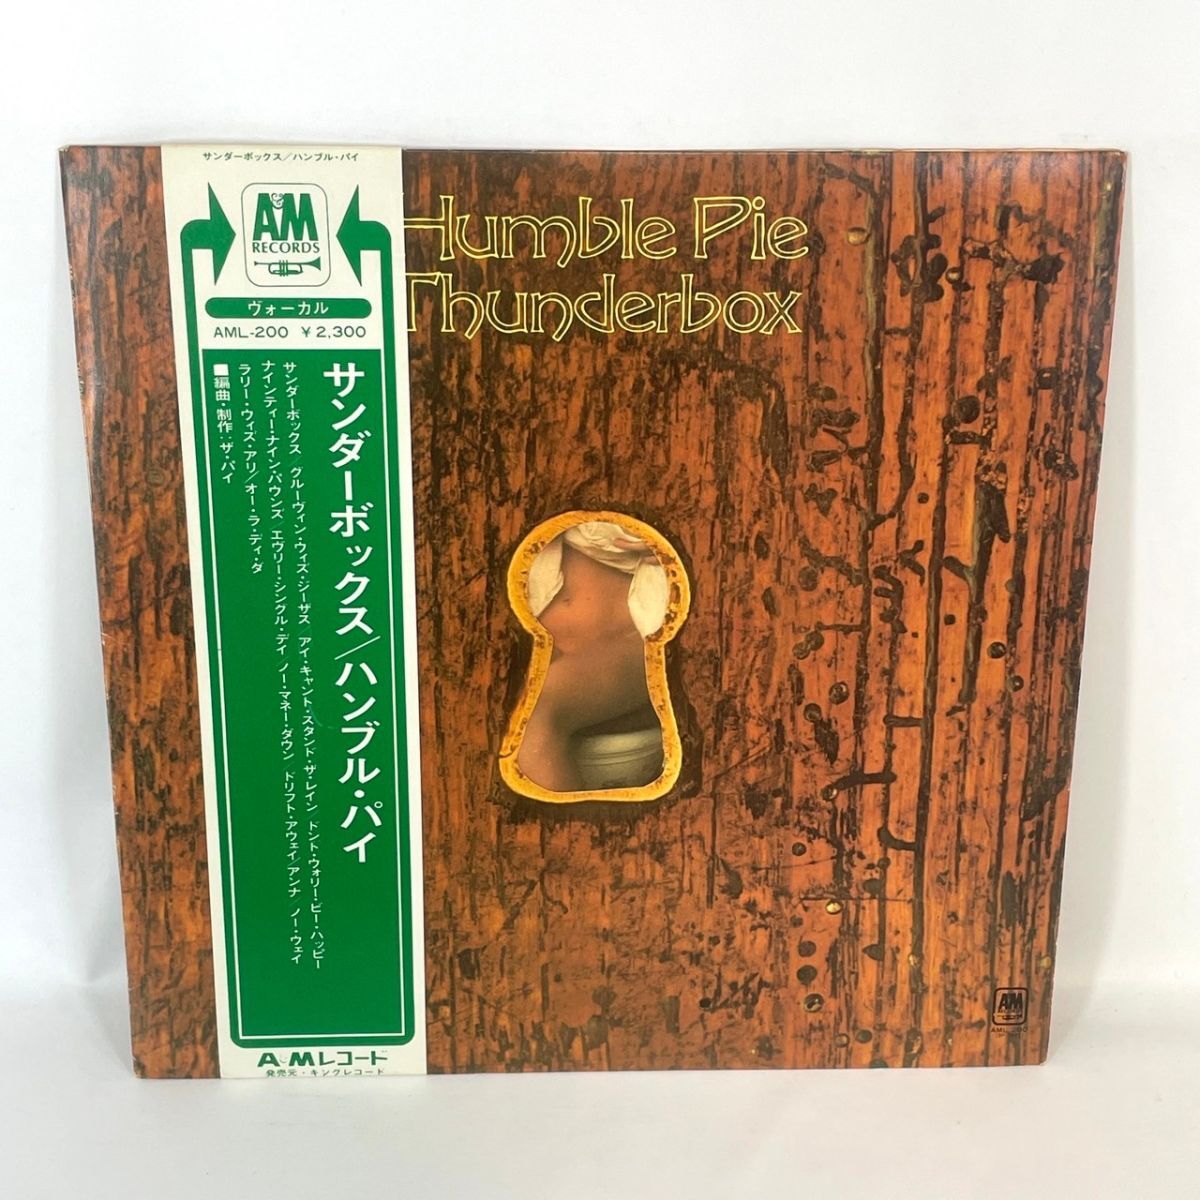 サンダーボックス/ハンブル・パイ
A&M
RECORDS
ヴォーカル
AML-200 ¥2,300
サンダーボックス/ハンブル・パイ
サンダーボックス/グルーヴィン・ウィズ・ジーザス/アイ・キャント・スタンド・ザ・レイン/ドント・ウォリー・ビー・ハッピー
ナインティー・ナイン・パウンズ/エヴリー・シングル・デイ/ノー・マネー・ダウン/ドリフト・アウェイ/アンナ/ノー・ウェイ
ラリー・ウィズ・アリ/オー・ラ・ディ・ダ
■編曲・制作:ザ・パイ
A&Mレコード
発売元・キングレコード
Humble Pie
Thunderbox
A&M
AML-200